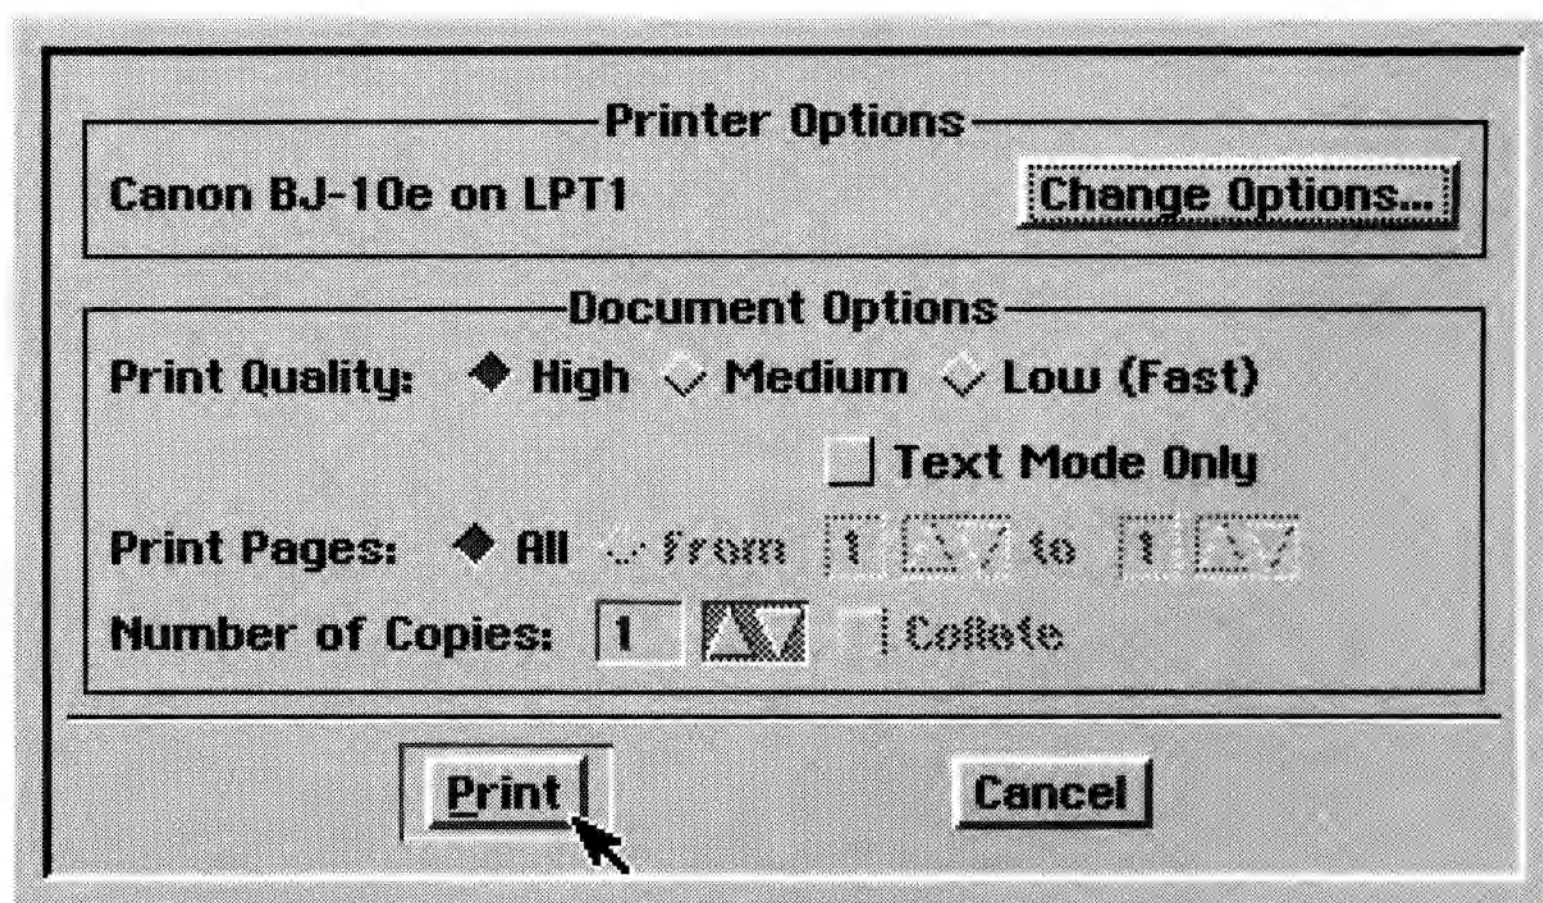 Printer Options
Canon BJ-10e on LPT1 Change Options...
Document Options
Print Quality: High Medium Low (Fast)
Text Mode Only
Print Pages: All from 1 to 1
Number of Copies: 1 Collate
Print Cancel